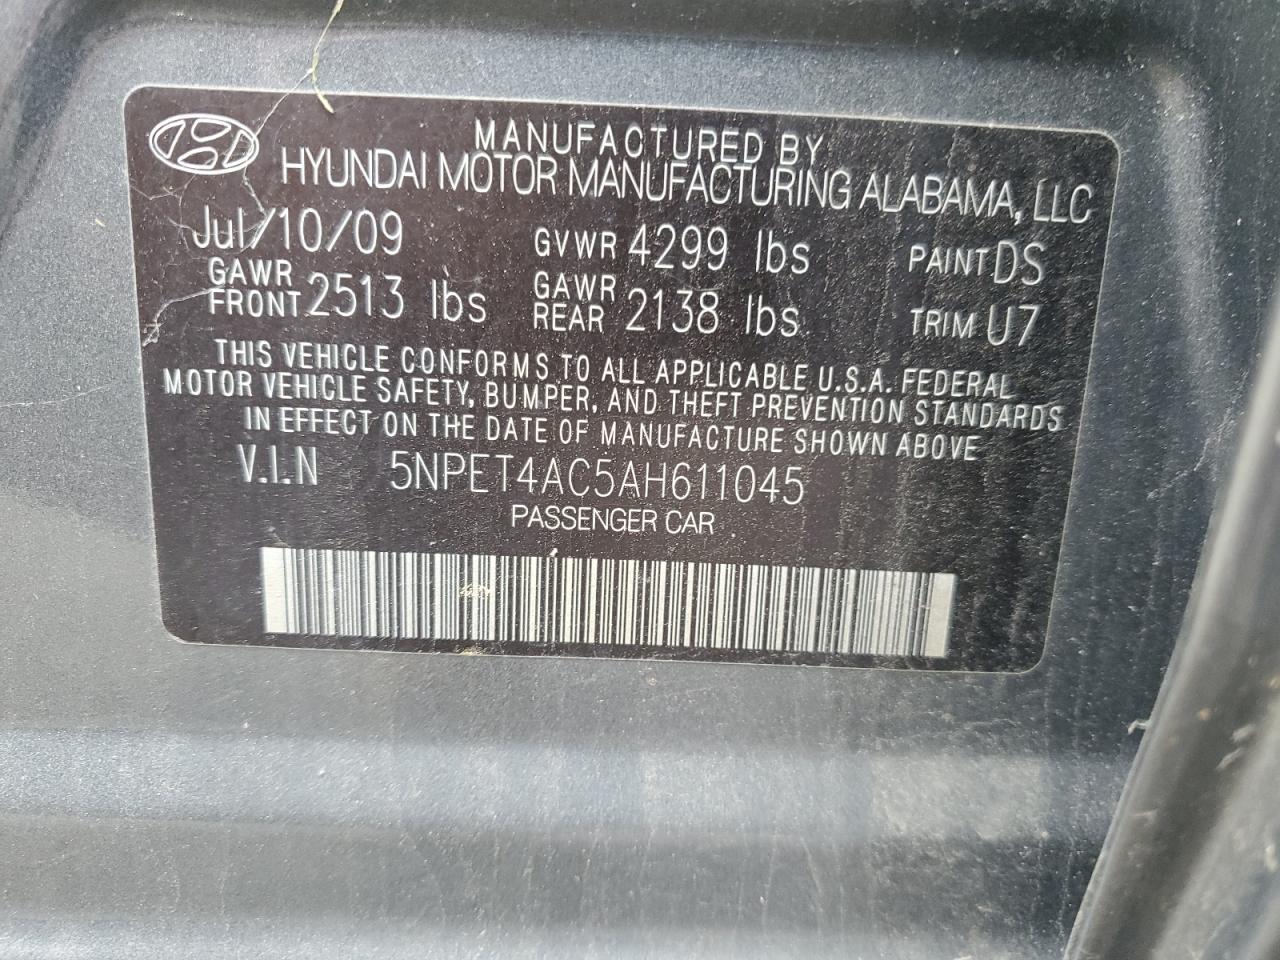 MANUFACTURED BY
HYUNDAI MOTOR MANUFACTURING ALABAMA, LLC
Jul/10/09 GVWR 4299 lbs PAINT DS
GAWR FRONT 2513 lbs GAWR REAR 2138 lbs TRIM U7
THIS VEHICLE CONFORMS TO ALL APPLICABLE U.S.A. FEDERAL
MOTOR VEHICLE SAFETY, BUMPER, AND THEFT PREVENTION STANDARDS
IN EFFECT ON THE DATE OF MANUFACTURE SHOWN ABOVE
V.I.N 5NPET4AC5AH611045
PASSENGER CAR